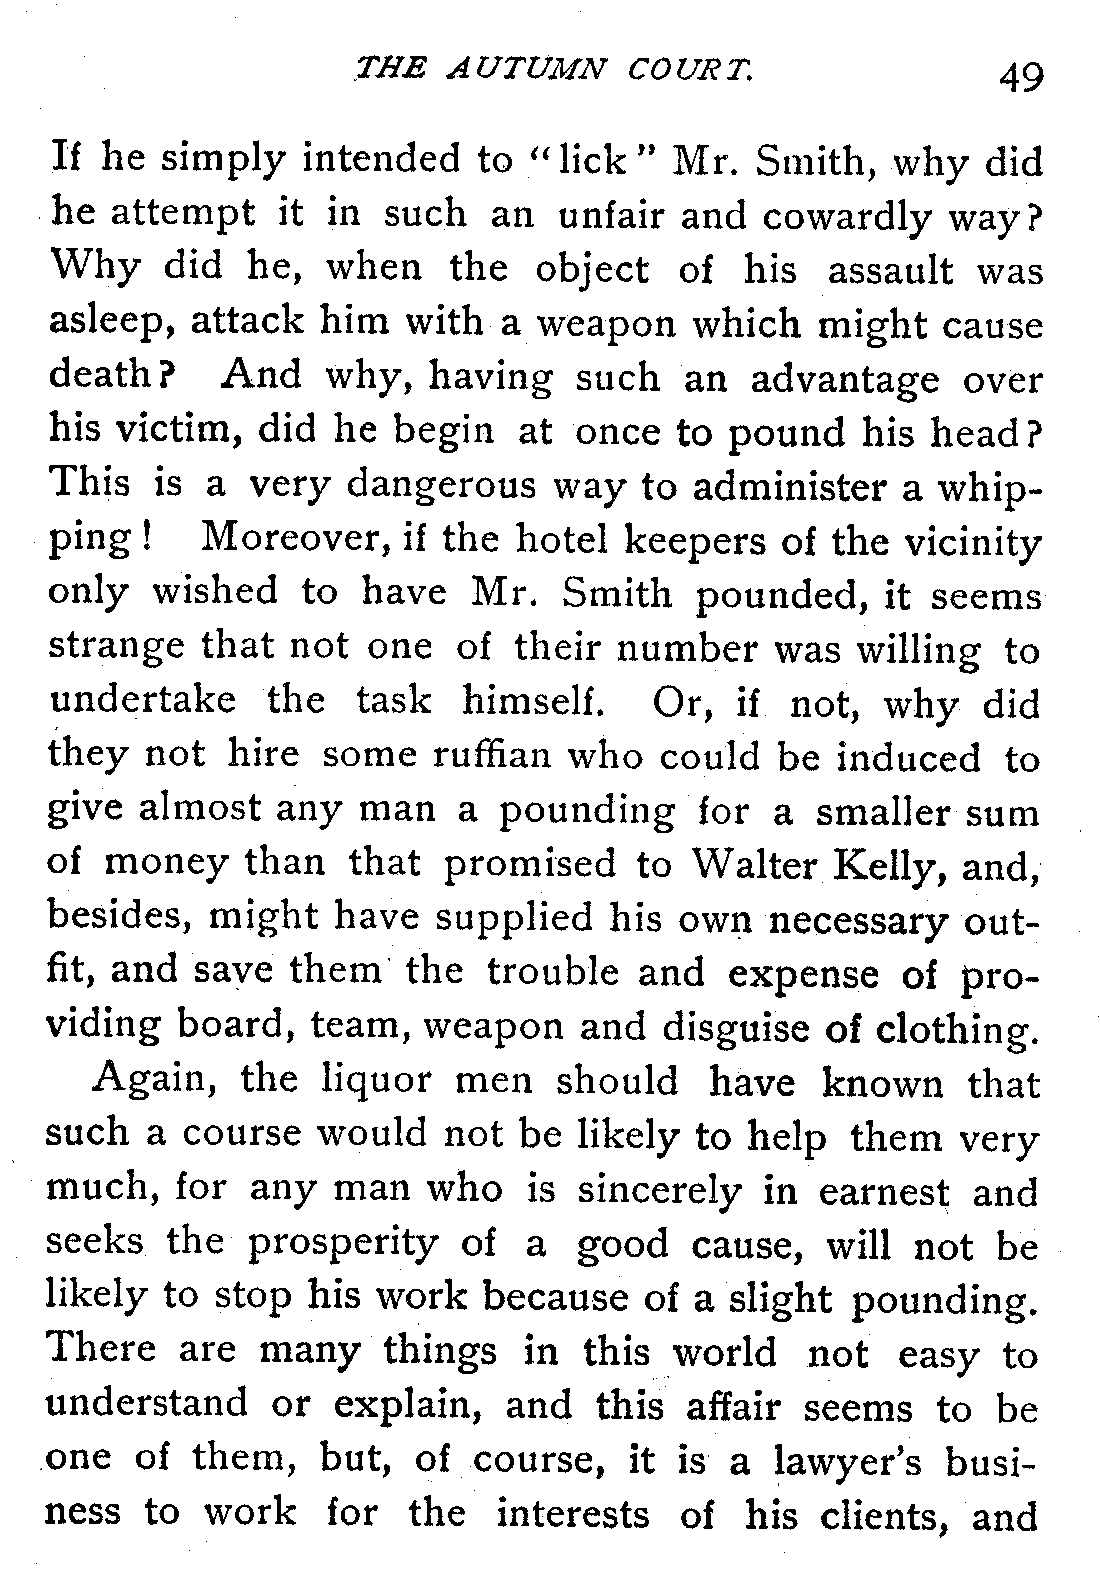 THE AUTUMN COURT. 49
If he simply intended to "lick" Mr. Smith, why did
he attempt it in such an unfair and cowardly way?
Why did he, when the object of his assault was
asleep, attack him with a weapon which might cause
death? And why, having such an advantage over
his victim, did he begin at once to pound his head?
This is a very dangerous way to administer a whip-
ping! Moreover, if the hotel keepers of the vicinity
only wished to have Mr. Smith pounded, it seems
strange that not one of their number was willing to
undertake the task himself. Or, if not, why did
they not hire some ruffian who could be induced to
give almost any man a pounding for a smaller sum
of money than that promised to Walter Kelly, and,
besides, might have supplied his own necessary out-
fit, and save them the trouble and expense of pro-
viding board, team, weapon and disguise of clothing.
Again, the liquor men should have known that
such a course would not be likely to help them very
much, for any man who is sincerely in earnest and
seeks the prosperity of a good cause, will not be
likely to stop his work because of a slight pounding.
There are many things in this world not easy to
understand or explain, and this affair seems to be
one of them, but, of course, it is a lawyer's busi-
ness to work for the interests of his clients, and